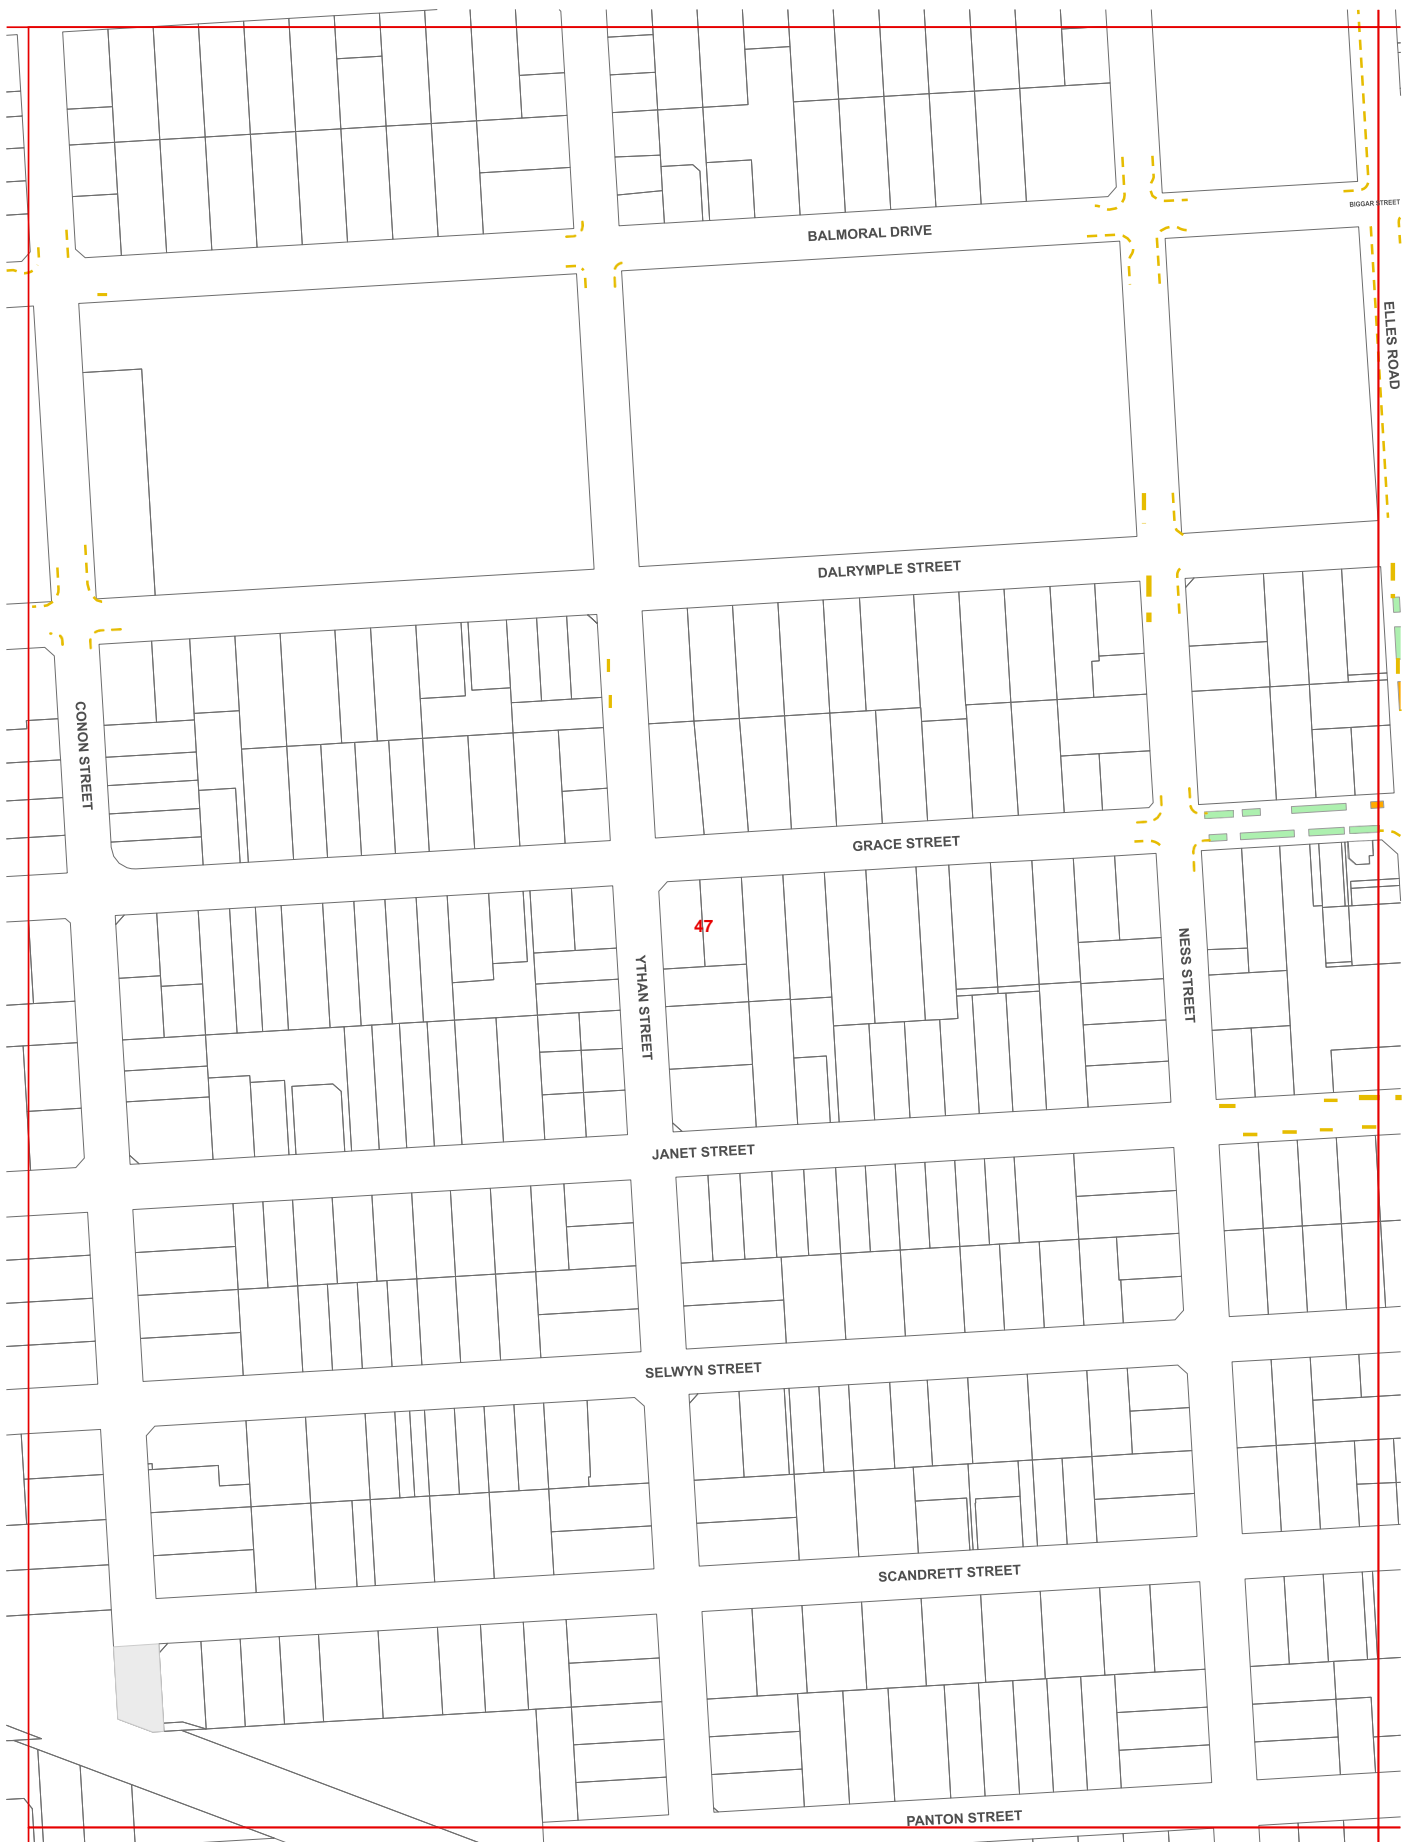 BIGGAR STREET
BALMORAL DRIVE
ELLES ROAD
DALRYMPLE STREET
CONON STREET
GRACE STREET
47
NESS STREET
YTHAN STREET
JANET STREET
SELWYN STREET
SCANDRETT STREET
PANTON STREET